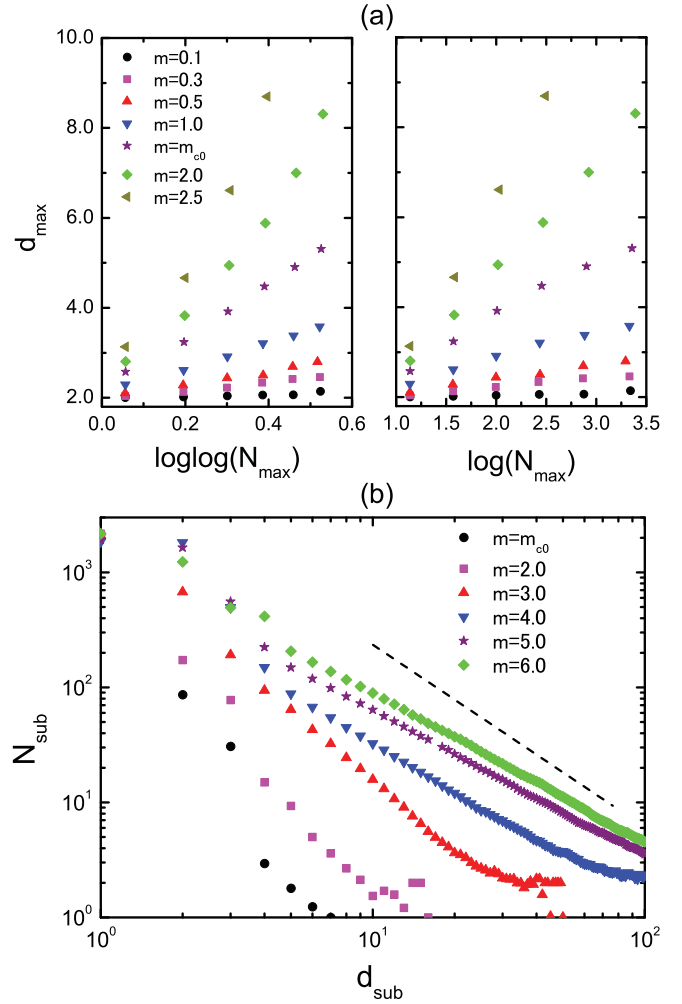 (a)
10.0
8.0
6.0
4.0
2.0
d_max
m=0.1
m=0.3
m=0.5
m=1.0
m=m_c0
m=2.0
m=2.5
0.0 0.2 0.4 0.6
loglog(N_max)
1.0 1.5 2.0 2.5 3.0 3.5
log(N_max)
(b)
10^3
10^2
10^1
10^0
N_sub
m=m_c0
m=2.0
m=3.0
m=4.0
m=5.0
m=6.0
10^0 10^1 10^2
d_sub